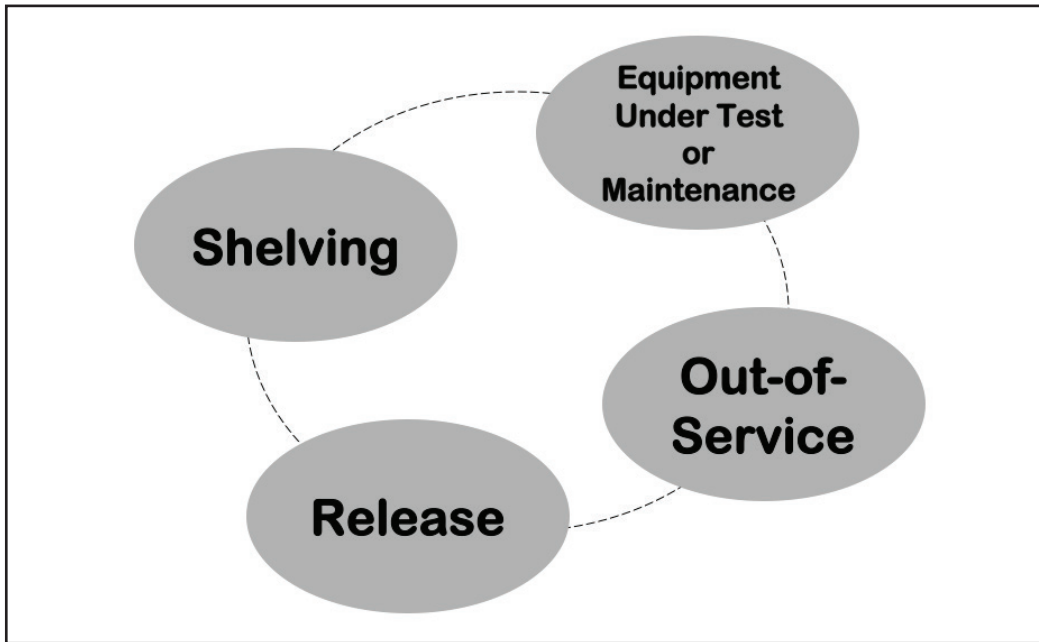 Equipment
Under Test
or
Maintenance
Shelving
Out-of-
Service
Release